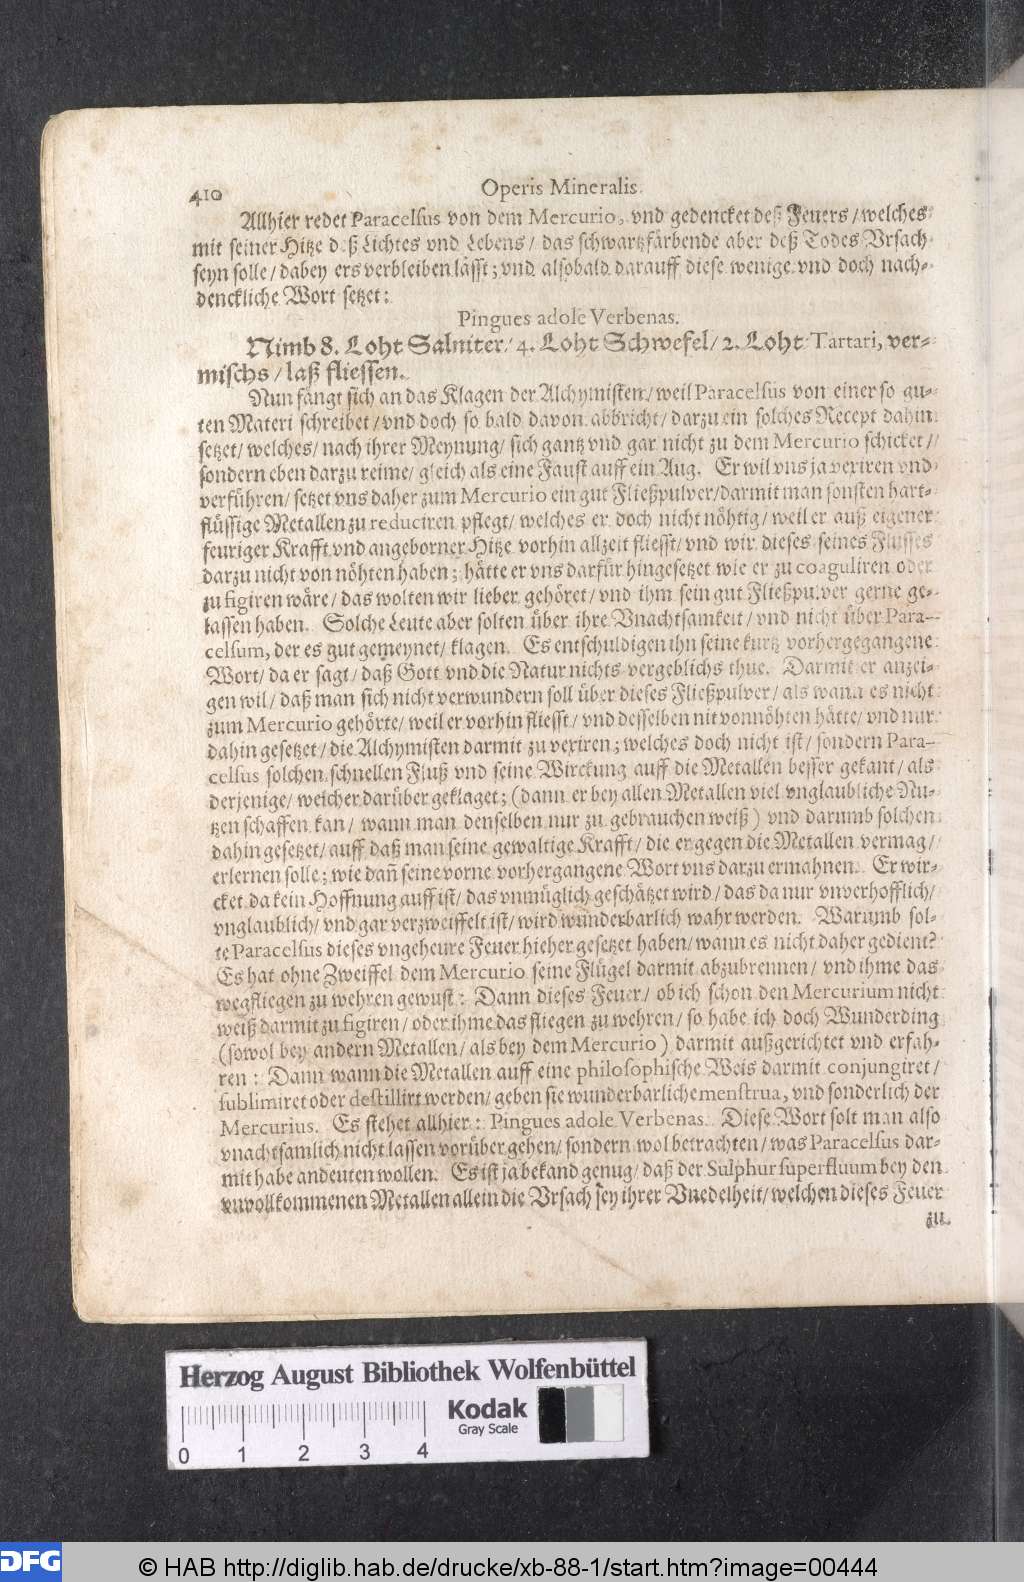 410
Operis Mineralis.
Allhier redet Paracelsus von dem Mercurio, vnd gedencket deß Feuers/ welches
mit seiner Hitze deß Lichtes vnd Lebens/ das schwartzfärbende aber deß Todes Vrsach
seyn solle/ dabey ers verbleiben lässt; vnd alsobald darauff diese wenige vnd doch nach-
denckliche Wort setzet:
Pingues adole Verbenas.
Nimb 8. Loht Salniter/ 4. Loht Schwefel/ 2. Loht Tartari, ver-
mischs/ laß fliessen.
Nun fängt sich an das Klagen der Alchymisten/ weil Paracelsus von einer so gu-
ten Materi schreibet/ vnd doch so bald davon abbricht/ darzu ein solches Recept dahin
setzet/ welches/ nach ihrer Meynung/ sich gantz vnd gar nicht zu dem Mercurio schicket/
sondern eben darzu reime/ gleich als eine Faust auff ein Aug. Er wil vns ja vexiren vnd
verführen/ setzet vns daher zum Mercurio ein gut Fließpulver/ darmit man sonsten hart-
flüssige Metallen zu reduciren pflegt/ welches er doch nicht nöhtig/ weil er auß eigener
feuriger Krafft vnd angeborner Hitze vorhin allzeit fliesst/ vnd wir dieses seines Flusses
darzu nicht von nöhten haben; hätte er vns darfür hingesetzet wie er zu coaguliren oder
zu figiren wäre/ das wolten wir lieber gehöret/ vnd ihm sein gut Fließpulver gerne ge-
lassen haben. Solche Leute aber solten über ihre Vnachtsamkeit/ vnd nicht über Para-
celsum, der es gut gemeynet/ klagen. Es entschuldigen ihn seine kurtz vorhergegangene
Wort/ da er sagt/ daß Gott vnd die Natur nichts vergeblichs thue. Darmit er anzei-
gen wil/ daß man sich nicht verwundern soll über dieses Fließpulver/ als wann es nicht
zum Mercurio gehörte/ weil er vorhin fliesst/ vnd desselben nit vonnöhten hätte/ vnd nur
dahin gesetzet/ die Alchymisten darmit zu vexiren; welches doch nicht ist/ sondern Para-
celsus solchen schnellen Fluß vnd seine Wirckung auff die Metallen besser gekant/ als
derjenige/ welcher darüber geklaget; (dann er bey allen Metallen viel vnglaubliche Nu-
tzen schaffen kan/ wann man denselben nur zu gebrauchen weiß) vnd darumb solchen
dahin gesetzet/ auff daß man seine gewaltige Krafft/ die er gegen die Metallen vermag/
erlernen solle; wie dañ seine vorne vorhergangene Wort vns darzu ermahnen. Er wir-
cket da kein Hoffnung auff ist/ das vnmüglich geschätzet wird/ das da nur vnverhofflich/
vnglaublich/ vnd gar verzweiffelt ist/ wird wunderbarlich wahr werden. Warumb sol-
te Paracelsus dieses vngeheure Feuer hieher gesetzet haben/ wann es nicht daher gedient?
Es hat ohne Zweiffel dem Mercurio seine Flügel darmit abzubrennen/ vnd ihme das
wegfliegen zu wehren gewust: Dann dieses Feuer/ ob ich schon den Mercurium nicht
weiß darmit zu figiren/ oder ihme das fliegen zu wehren/ so habe ich doch Wunderding
(sowol bey andern Metallen/ als bey dem Mercurio) darmit außgerichtet vnd erfah-
ren: Dann wann die Metallen auff eine philosophische Weis darmit conjungiret/
sublimiret oder destillirt werden/ geben sie wunderbarliche menstrua, vnd sonderlich der
Mercurius. Es stehet allhier: Pingues adole Verbenas. Diese Wort solt man also
vnachtsamlich nicht lassen vorüber gehen/ sondern wol betrachten/ was Paracelsus dar-
mit habe andeuten wollen. Es ist ja bekand genug/ daß der Sulphur superfluum bey den
vnvollkommenen Metallen allein die Vrsach sey ihrer Vnedelheit/ welchen dieses Feuer
zu
Herzog August Bibliothek Wolfenbüttel
Kodak
Gray Scale
0 1 2 3 4
DFG
© HAB http://diglib.hab.de/drucke/xb-88-1/start.htm?image=00444